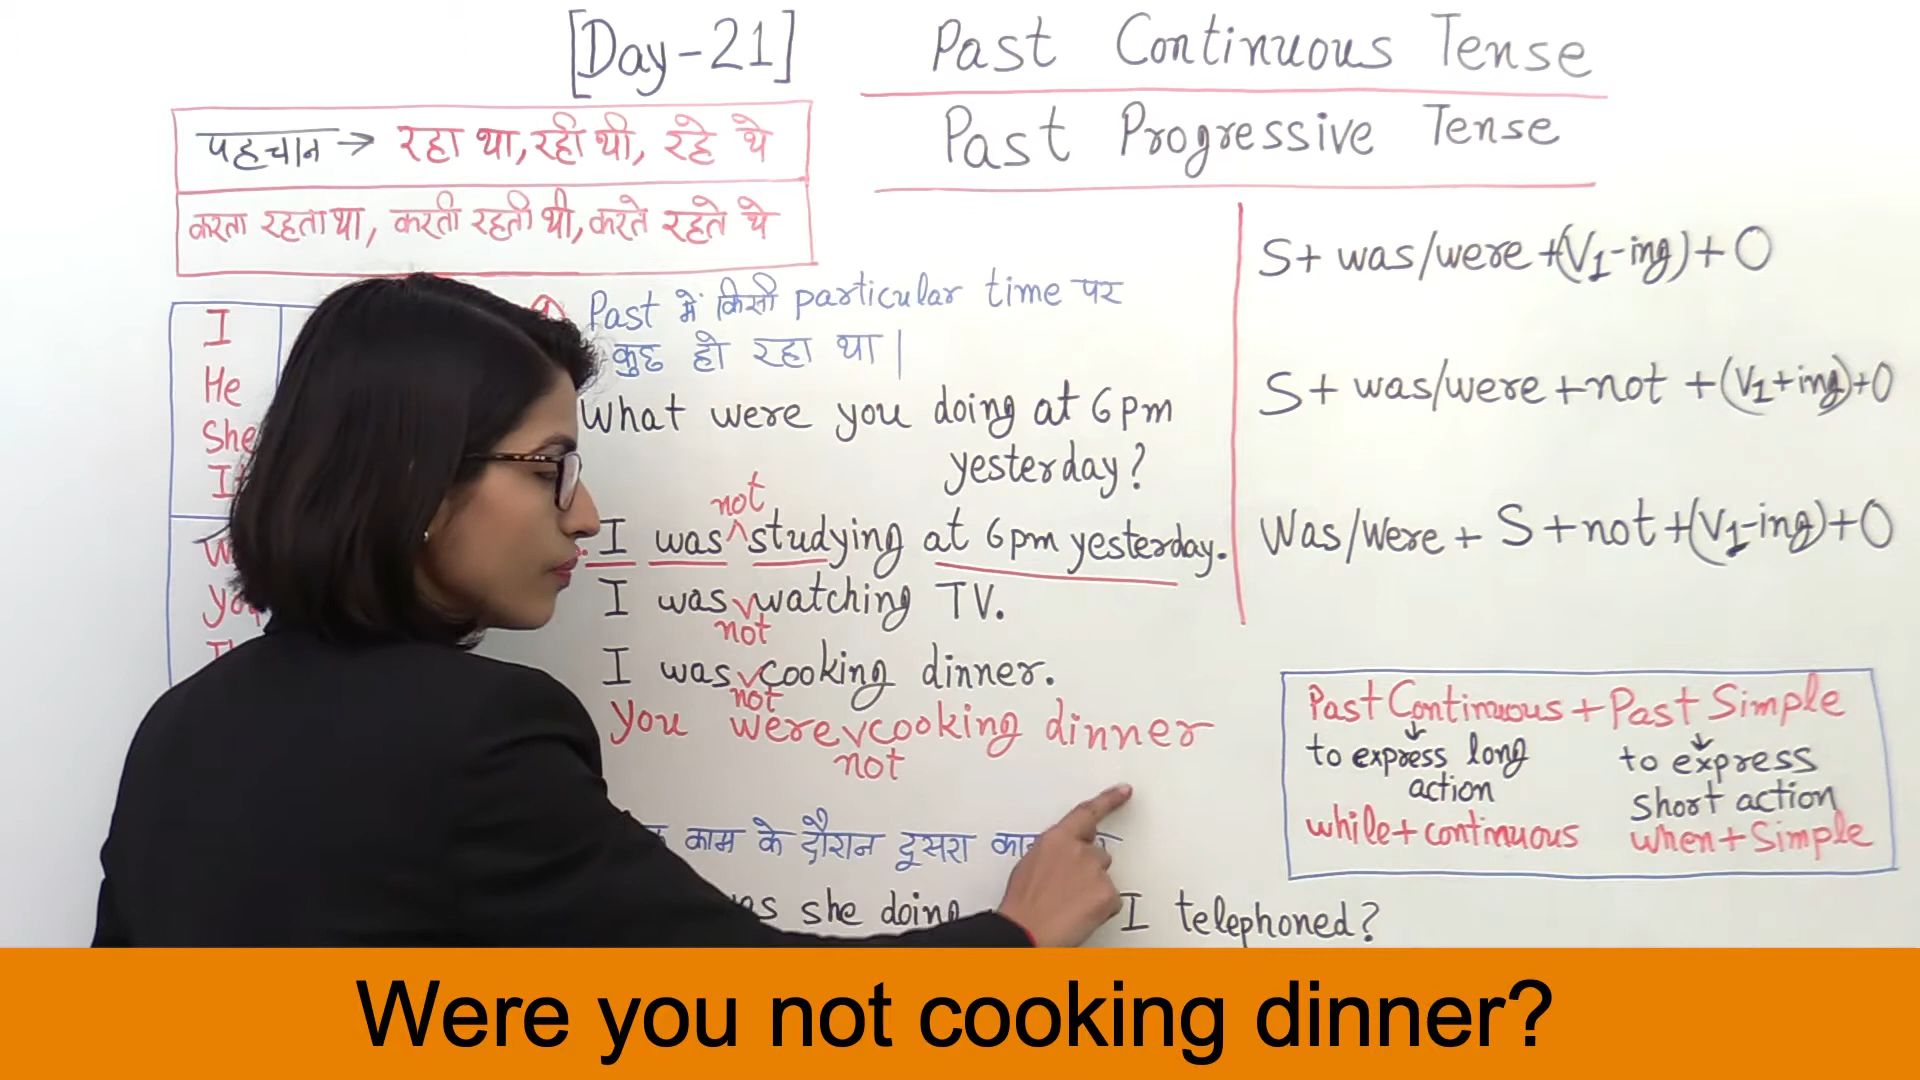 [Day-21]
Past Continuous Tense
Past Progressive Tense
पहचान → रहा था, रही थी, रहे थे
करता रहता था, करती रहती थी, करते रहते थे
I
He
She
Past में किसी particular time पर
कुछ हो रहा था |
What were you doing at 6pm
yesterday?
not
I was ^ studying at 6pm yesterday.
I was watching TV.
not
I was cooking dinner.
not
you were cooking dinner
not
काम के दौरान दूसरा
she doing I telephoned?
S+ was/were +(V1-ing)+O
S+ was/were +not +(V1+ing)+O
Was/Were + S +not +(V1-ing)+O
Past Continuous + Past Simple
to express long
action
to express
short action
while + continuous
when + Simple
Were you not cooking dinner?